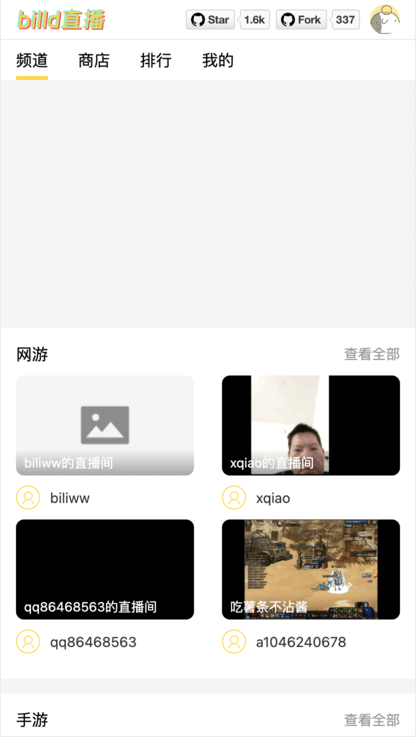 billd直播
Star 1.6k Fork 337
频道 商店 排行 我的
网游 查看全部
biliww的直播间 xqiao的直播间
biliww xqiao
qq86468563的直播间 吃薯条不沾酱
qq86468563 a1046240678
手游 查看全部